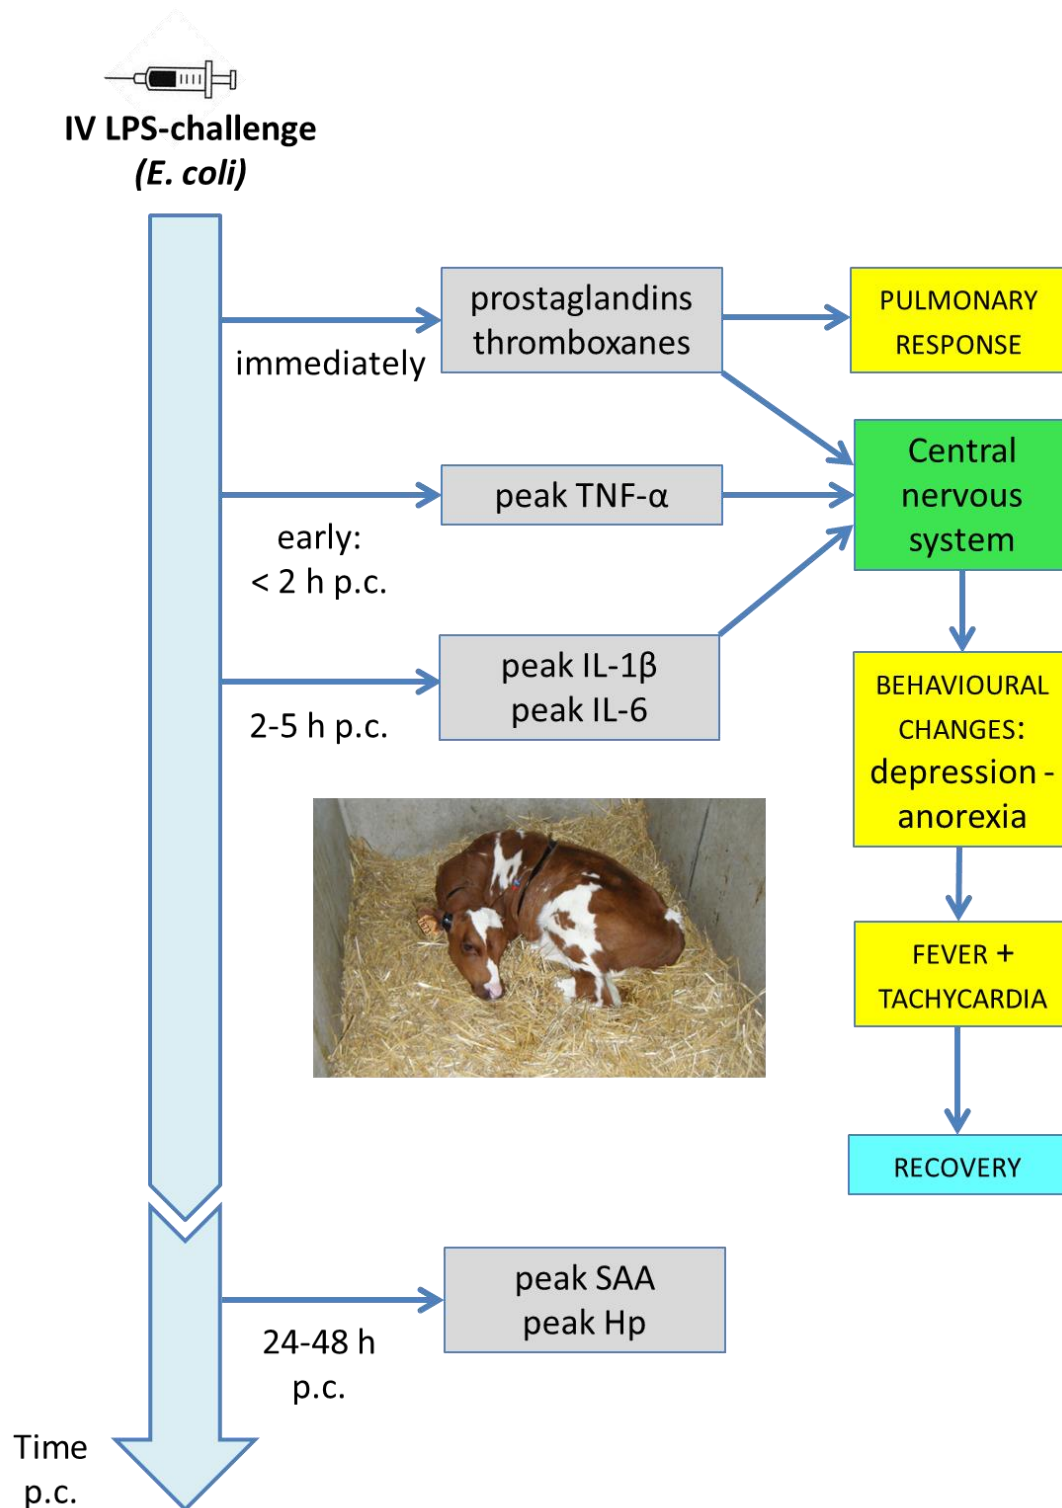 IV LPS-challenge
(E. coli)
prostaglandins
thromboxanes
PULMONARY
RESPONSE
immediately
Central
nervous
system
peak TNF-α
early:
< 2 h p.c.
peak IL-1β
peak IL-6
2-5 h p.c.
BEHAVIOURAL
CHANGES:
depression -
anorexia
FEVER +
TACHYCARDIA
RECOVERY
peak SAA
peak Hp
24-48 h
p.c.
Time
p.c.